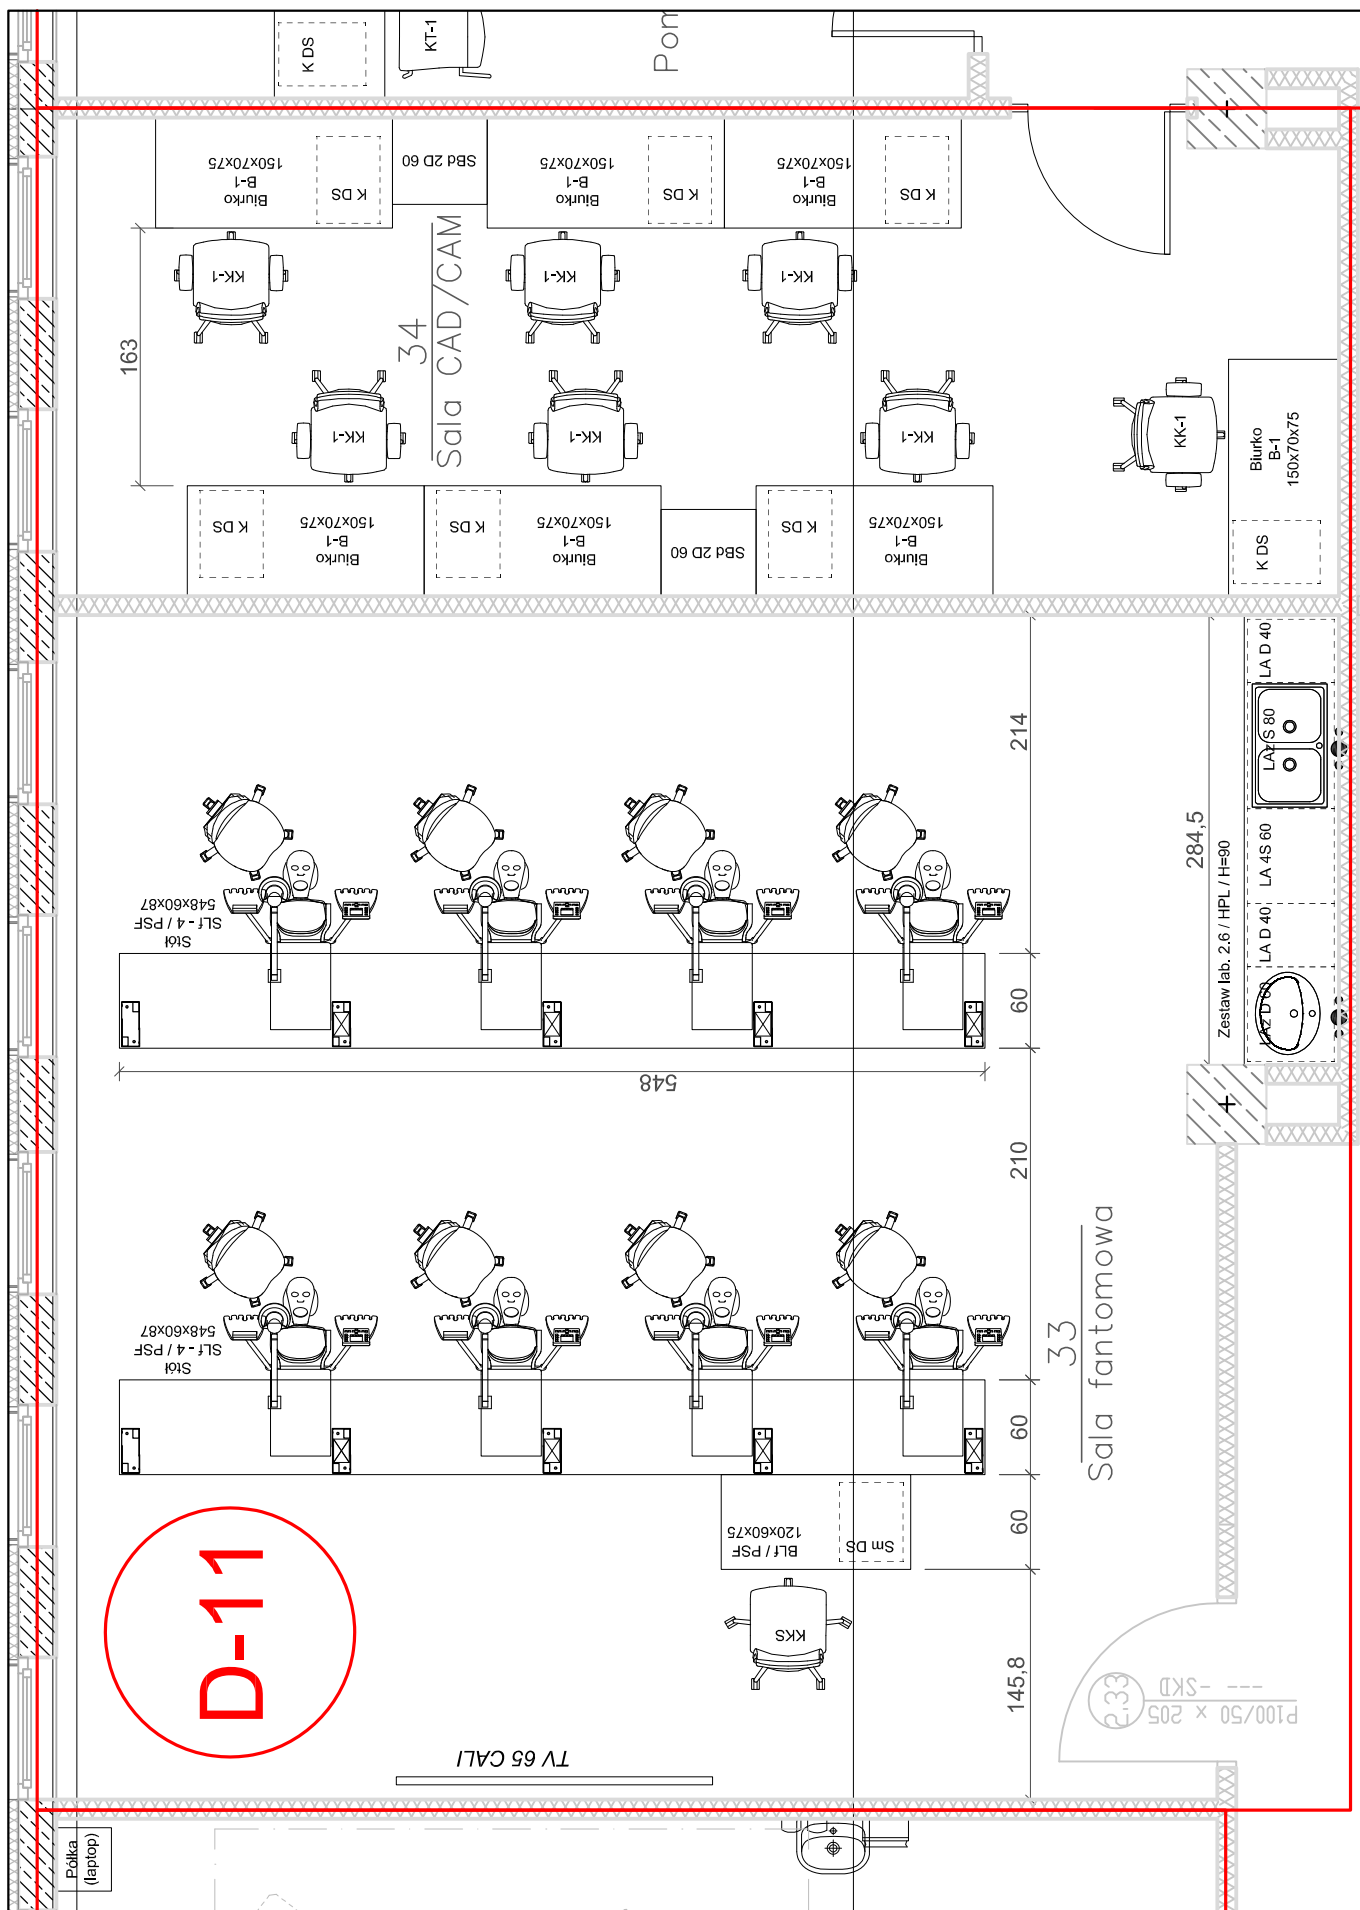 K DS
KT-1
Pom
Biurko
B-1
150x70x75
K DS
SBd 2D 60
Biurko
B-1
150x70x75
K DS
Biurko
B-1
150x70x75
K DS
KK-1
KK-1
KK-1
163
34
Sala CAD/CAM
KK-1
KK-1
KK-1
KK-1
Biurko
B-1
150x70x75
K DS
K DS
Biurko
B-1
150x70x75
K DS
Biurko
B-1
150x70x75
SBd 2D 60
K DS
Biurko
B-1
150x70x75
214
284,5
Zestaw lab. 2.6 / HPL / H=90
LA D 40
LAz S 80
LA 4S 60
LA D 40
LAz D 60
Stół
SLf - 4 / PSF
548x60x87
60
548
210
Stół
SLf - 4 / PSF
548x60x87
33
Sala fantomowa
60
60
BLf / PSF
120x60x75
Sm DS
KKS
145,8
D-11
TV 65 CALI
2.33
--- -SKD
P100/50 x 205
Półka
(laptop)